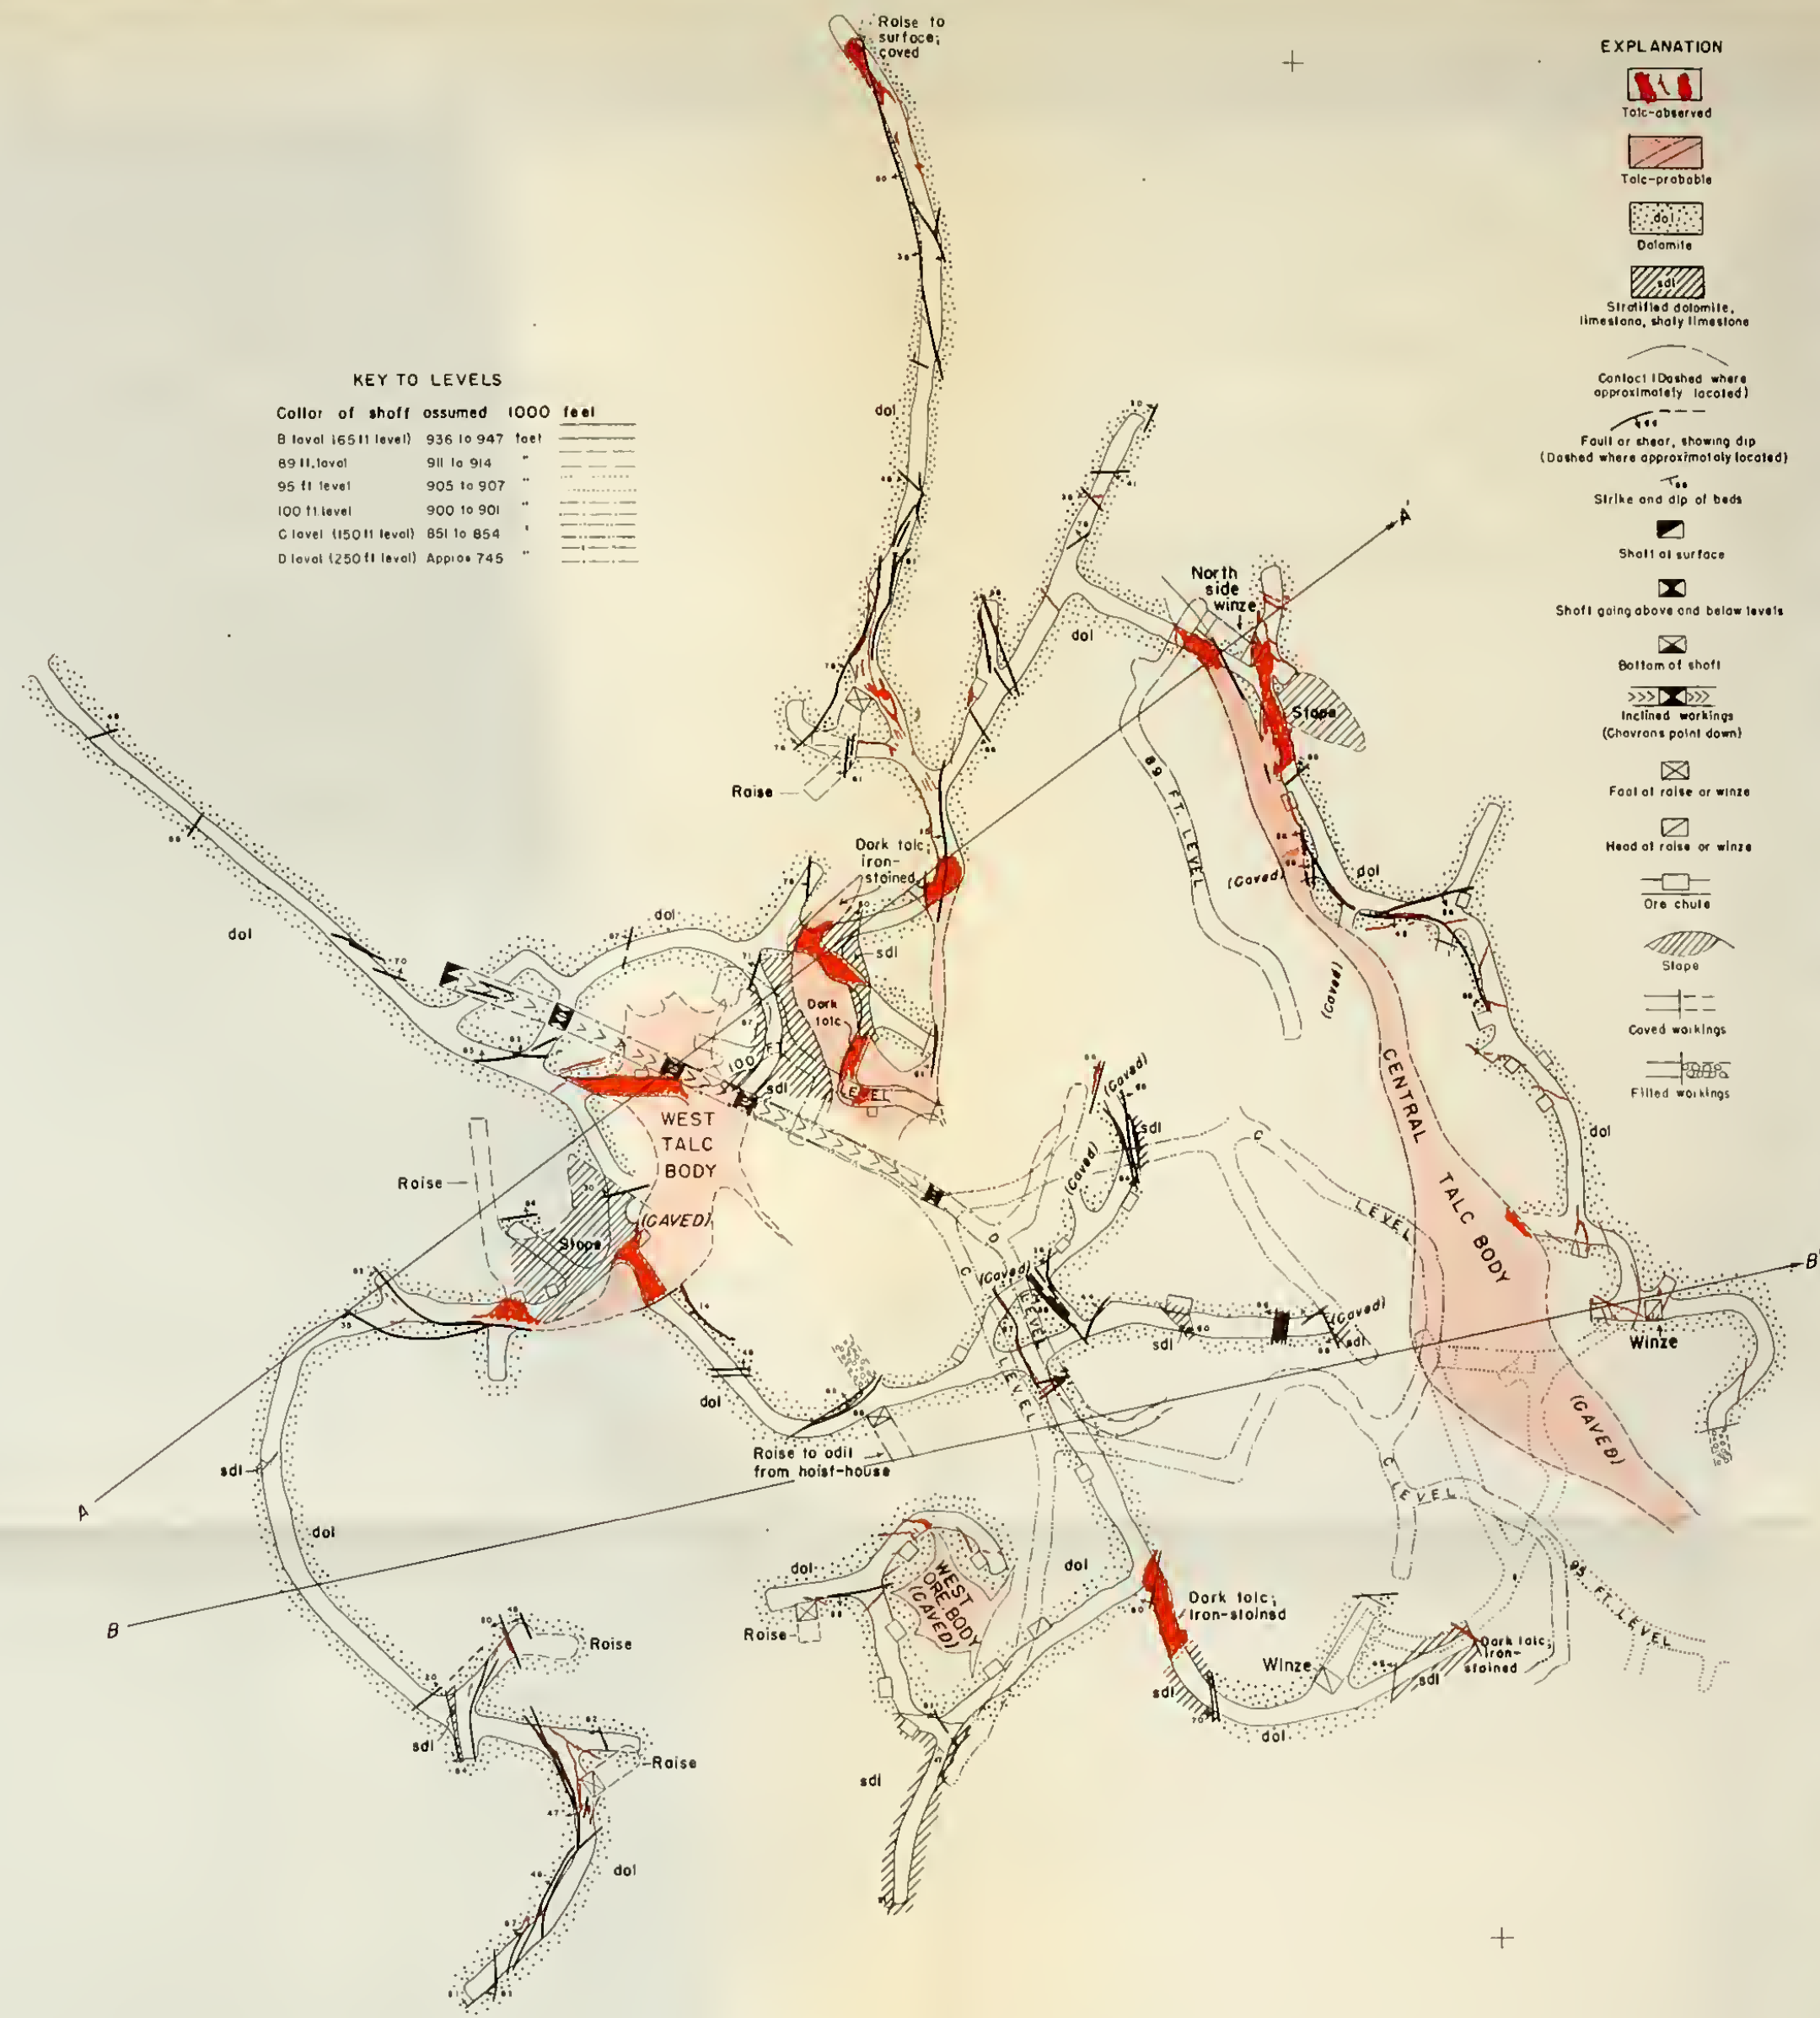 Raise to
surface;
caved
EXPLANATION
Talc-observed
Talc-probable
dol
Dolomite
sdl
Stratified dolomite,
limestone, shaly limestone
Contact (Dashed where
approximately located)
Fault or shear, showing dip
(Dashed where approximately located)
Strike and dip of beds
Shaft at surface
Shaft going above and below levels
Bottom of shaft
Inclined workings
(Chevrons point down)
Foot of raise or winze
Head of raise or winze
Ore chute
Stope
Caved workings
Filled workings
KEY TO LEVELS
Collar of shaft assumed 1000 feet
B level (65 ft level) 936 to 947 feet
89 ft. level 911 to 914 "
95 ft level 905 to 907 "
100 ft. level 900 to 901 "
C level (150 ft level) 851 to 854 "
D level (250 ft level) Approx 745 "
dol
A'
North
side
winze
dol
Stope
89 FT. LEVEL
Raise
Dark talc;
iron-
stained
(Caved)
dol
dol
dol
sdl
Dark
talc
(Caved)
100 FT
LEVEL
sdl
WEST
TALC
BODY
(CAVED)
CENTRAL
TALC BODY
(Caved)
sdl
(Caved)
C
LEVEL
dol
Raise
Stope
D
LEVEL
C
LEVEL
(Caved)
(Caved)
sdl
sdl
B'
Winze
(CAVED)
dol
Raise to adit
from hoist-house
sdl
A
dol
C
LEVEL
95 FT. LEVEL
B
dol
WEST
ORE BODY
(CAVED)
dol
Dark talc;
iron-stained
Raise
Raise
Winze
Dark talc;
iron-
stained
sdl
sdl
dol
sdl
Raise
sdl
47
dol